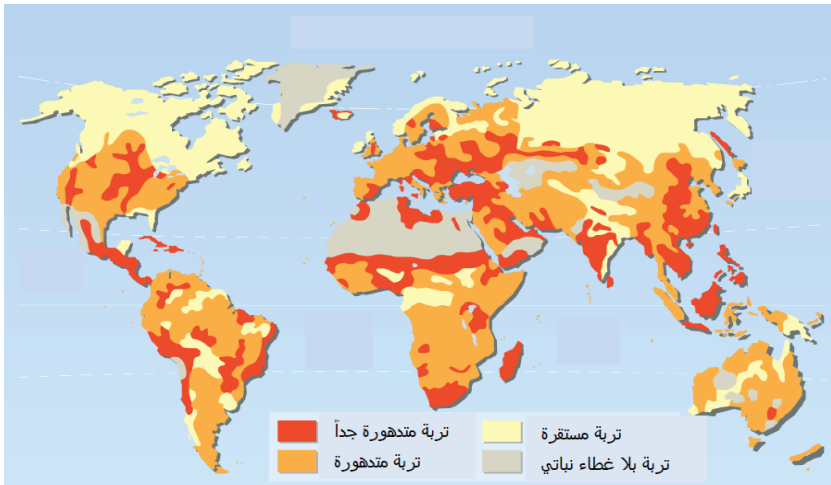 تربة متدهورة جداً
تربة مستقرة
تربة متدهورة
تربة بلا غطاء نباتي